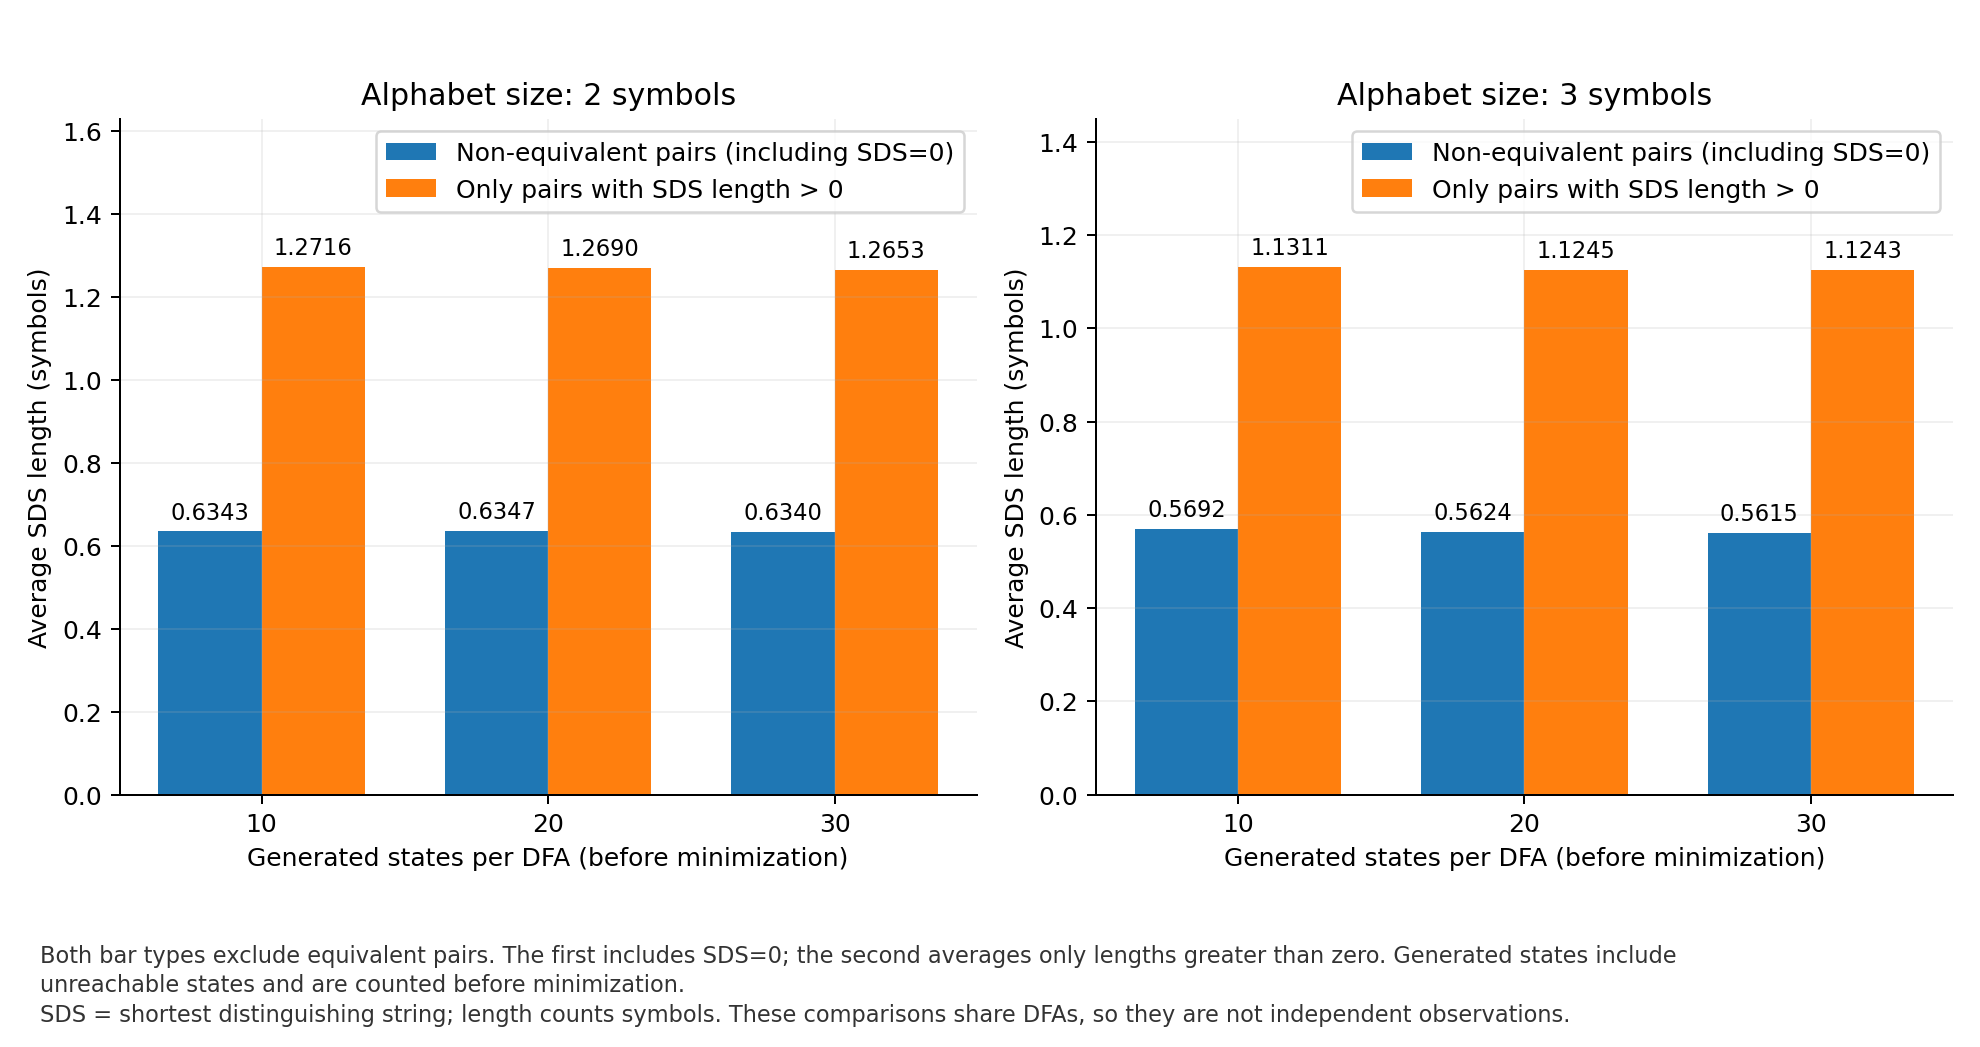 Alphabet size: 2 symbols
Non-equivalent pairs (including SDS=0)
Only pairs with SDS length > 0
Average SDS length (symbols)
1.6
1.4
1.2
1.0
0.8
0.6
0.4
0.2
0.0
0.6343
1.2716
0.6347
1.2690
0.6340
1.2653
10
20
30
Generated states per DFA (before minimization)
Alphabet size: 3 symbols
Non-equivalent pairs (including SDS=0)
Only pairs with SDS length > 0
Average SDS length (symbols)
1.4
1.2
1.0
0.8
0.6
0.4
0.2
0.0
0.5692
1.1311
0.5624
1.1245
0.5615
1.1243
10
20
30
Generated states per DFA (before minimization)
Both bar types exclude equivalent pairs. The first includes SDS=0; the second averages only lengths greater than zero. Generated states include
unreachable states and are counted before minimization.
SDS = shortest distinguishing string; length counts symbols. These comparisons share DFAs, so they are not independent observations.